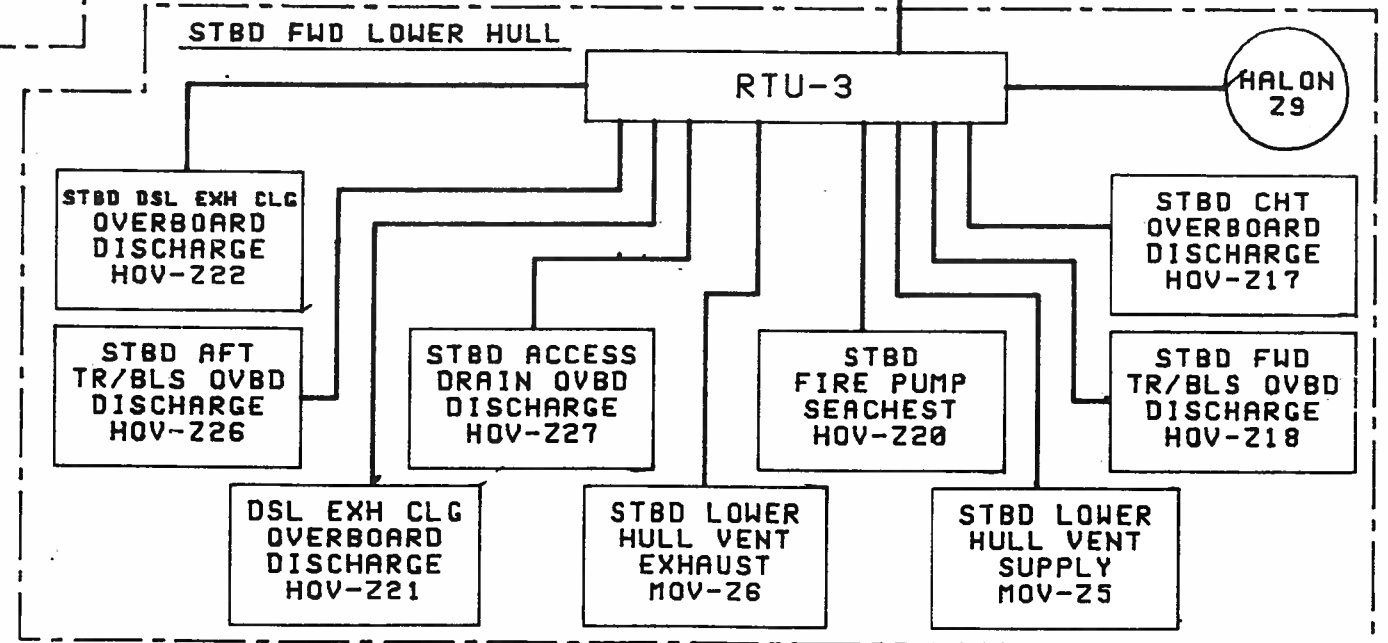 STBD FWD LOWER HULL
RTU-3
HALON
Z9
STBD DSL EXH CLG
OVERBOARD
DISCHARGE
HOV-Z22
STBD CHT
OVERBOARD
DISCHARGE
HOV-Z17
STBD AFT
TR/BLS OVBD
DISCHARGE
HOV-Z26
STBD ACCESS
DRAIN OVBD
DISCHARGE
HOV-Z27
STBD
FIRE PUMP
SEACHEST
HOV-Z20
STBD FWD
TR/BLS OVBD
DISCHARGE
HOV-Z18
DSL EXH CLG
OVERBOARD
DISCHARGE
HOV-Z21
STBD LOWER
HULL VENT
EXHAUST
MOV-Z6
STBD LOWER
HULL VENT
SUPPLY
MOV-Z5